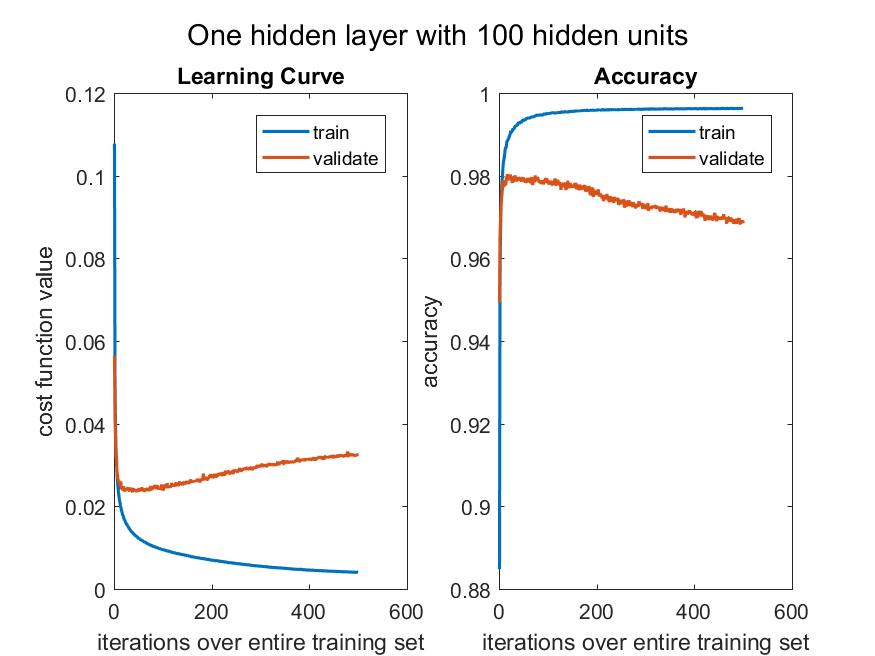 One hidden layer with 100 hidden units
Learning Curve
0.12
0.1
0.08
0.06
0.04
0.02
0
0 200 400 600
cost function value
iterations over entire training set
train
validate
Accuracy
1
0.98
0.96
0.94
0.92
0.9
0.88
0 200 400 600
accuracy
iterations over entire training set
train
validate